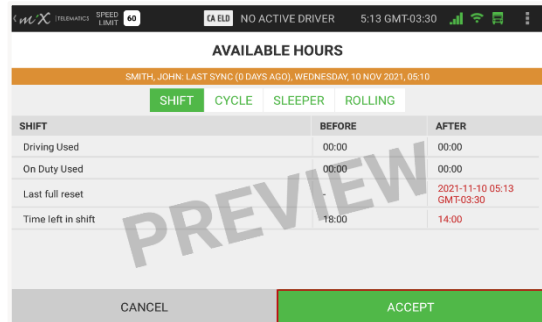 mX TELEMATICS SPEED LIMIT 60 CA ELD NO ACTIVE DRIVER 5:13 GMT-03:30
AVAILABLE HOURS
SMITH, JOHN: LAST SYNC (0 DAYS AGO), WEDNESDAY, 10 NOV 2021, 05:10
SHIFT CYCLE SLEEPER ROLLING
SHIFT BEFORE AFTER
Driving Used 00:00 00:00
On Duty Used 00:00 00:00
Last full reset - 2021-11-10 05:13 GMT-03:30
Time left in shift 18:00 14:00
PREVIEW
CANCEL ACCEPT